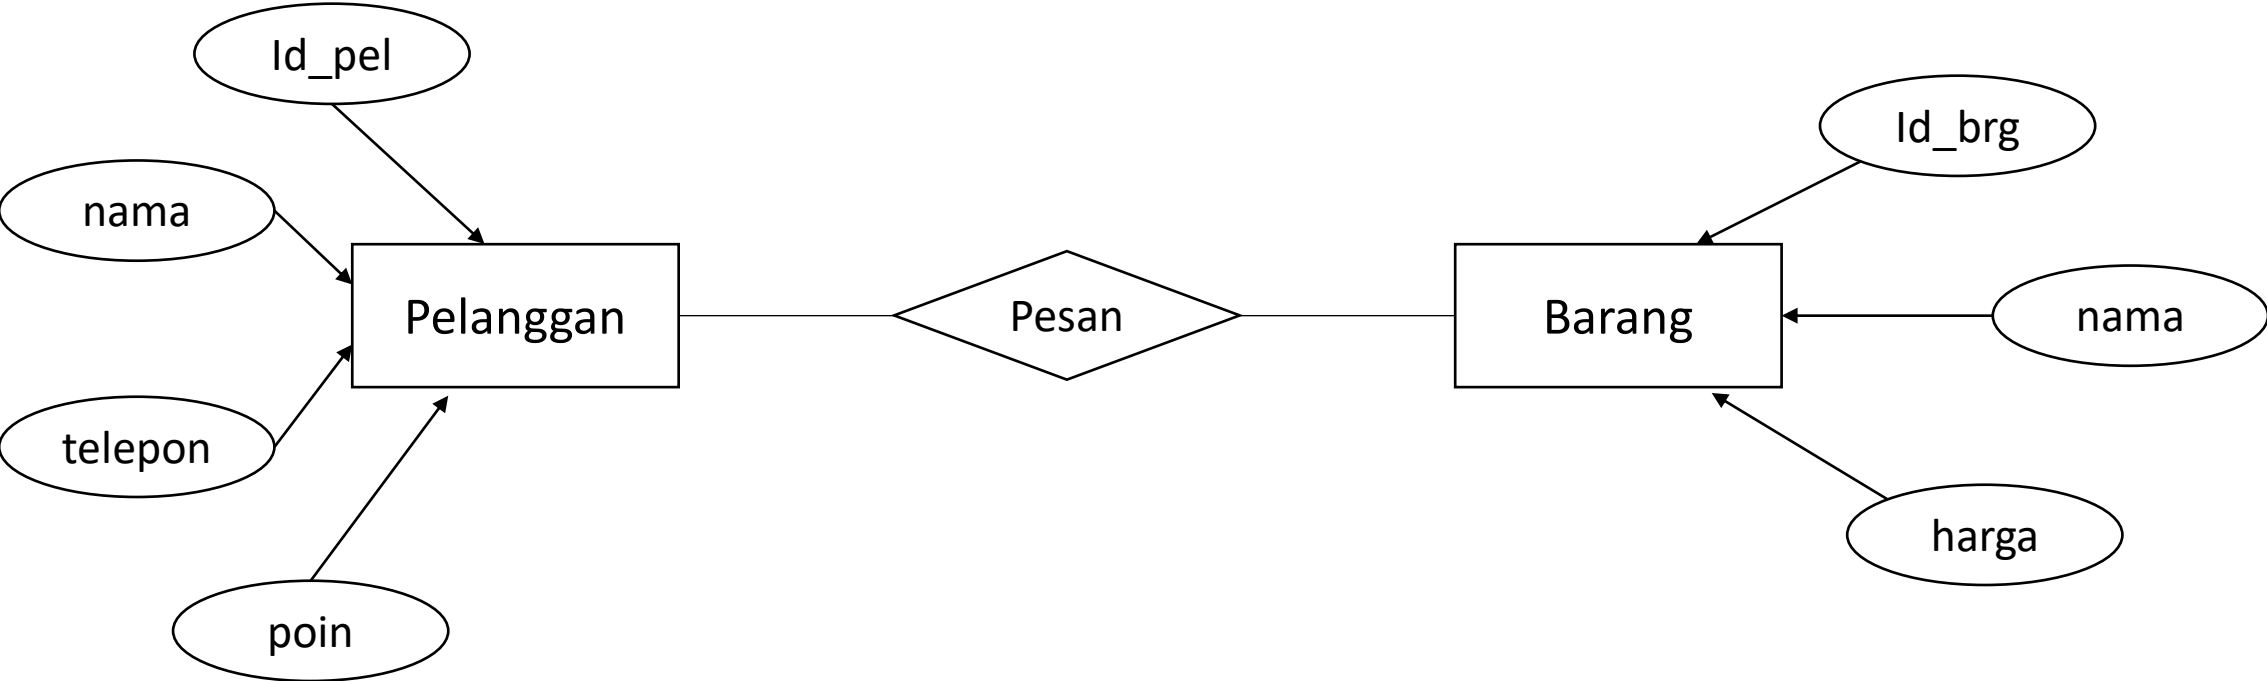 Id_pel
Id_brg
nama
Pelanggan
Pesan
Barang
nama
telepon
harga
poin